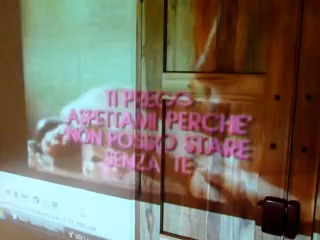 TI PREGO
ASPETTAMI PERCHE'
NON POSSO STARE
SENZA TE